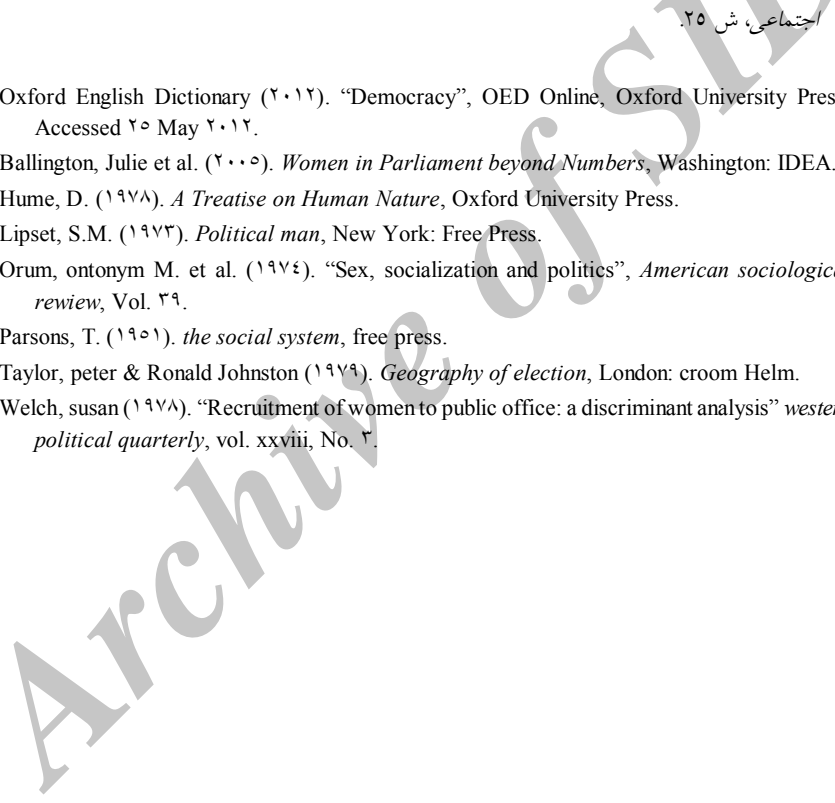 اجتماعی، ش ۲۵.
Oxford English Dictionary (۲۰۱۲). “Democracy”, OED Online, Oxford University Pres
Accessed ۲۵ May ۲۰۱۲.
Ballington, Julie et al. (۲۰۰۵). Women in Parliament beyond Numbers, Washington: IDEA.
Hume, D. (۱۹۷۸). A Treatise on Human Nature, Oxford University Press.
Lipset, S.M. (۱۹۷۳). Political man, New York: Free Press.
Orum, ontonym M. et al. (۱۹۷٤). “Sex, socialization and politics”, American sociologica
rewiew, Vol. ۳۹.
Parsons, T. (۱۹۵۱). the social system, free press.
Taylor, peter & Ronald Johnston (۱۹۷۹). Geography of election, London: croom Helm.
Welch, susan (۱۹۷۸). “Recruitment of women to public office: a discriminant analysis” weste
political quarterly, vol. xxviii, No. ۳.
Archive of SID